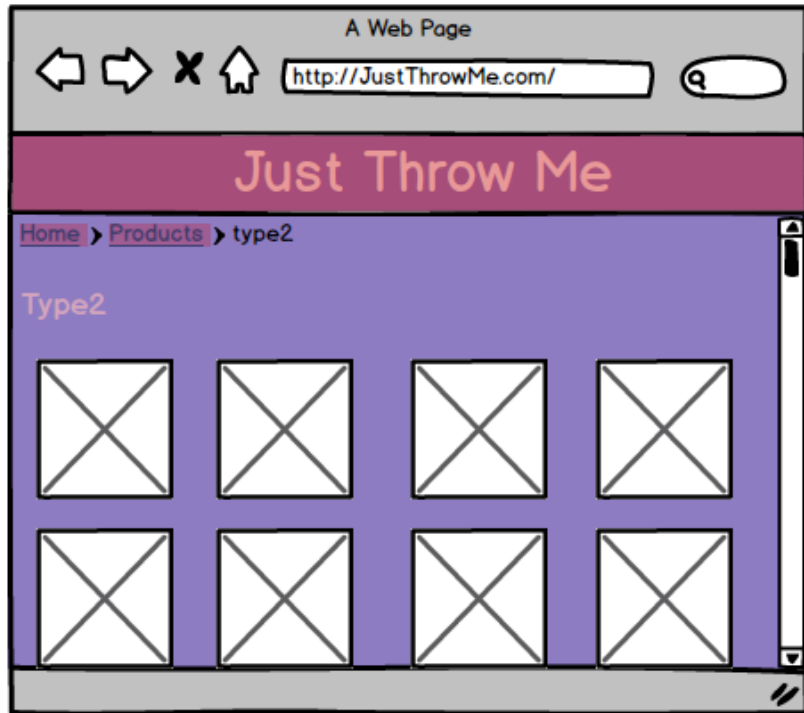 A Web Page
http://JustThrowMe.com/
Just Throw Me
Home > Products > type2
Type2